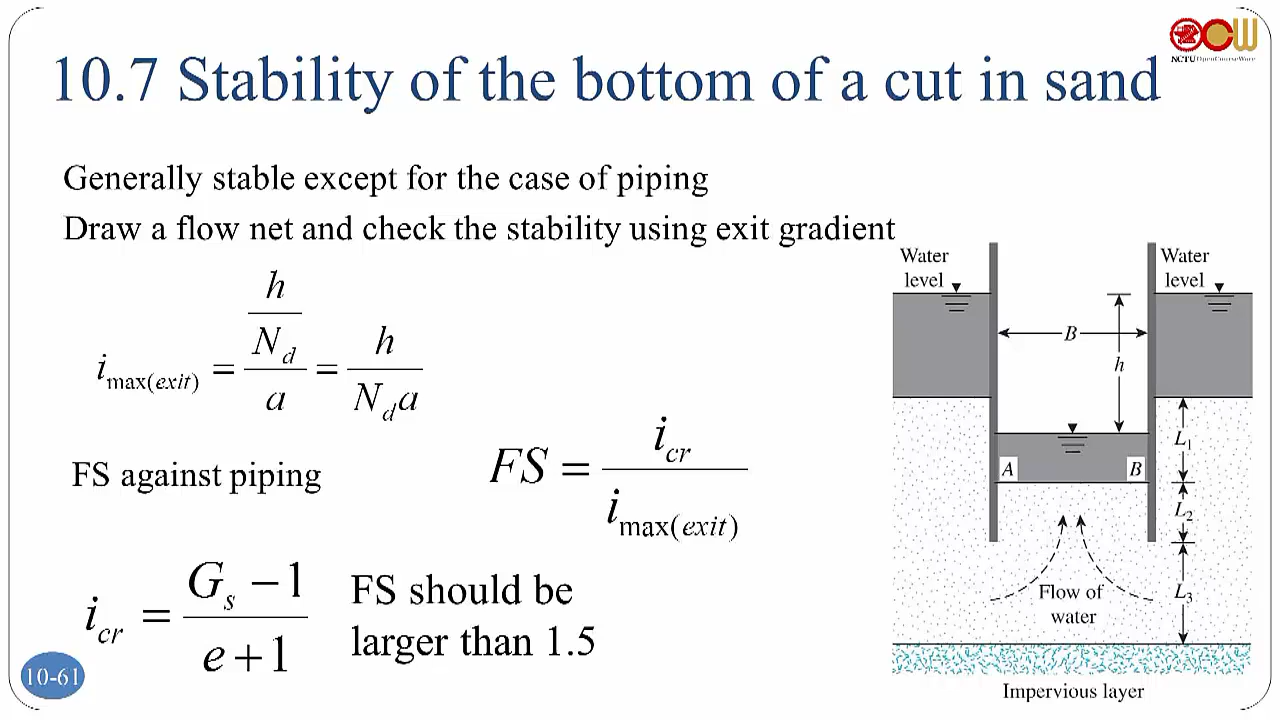 NCTU OpenCourseWare
10.7 Stability of the bottom of a cut in sand
Generally stable except for the case of piping
Draw a flow net and check the stability using exit gradient
i_max(exit) = (h/N_d)/a = h/(N_d a)
FS against piping
FS = i_cr/i_max(exit)
i_cr = (G_s − 1)/(e + 1)
FS should be
larger than 1.5
10-61
Water
level
Water
level
B
h
L1
A
B
L2
Flow of
water
L3
Impervious layer